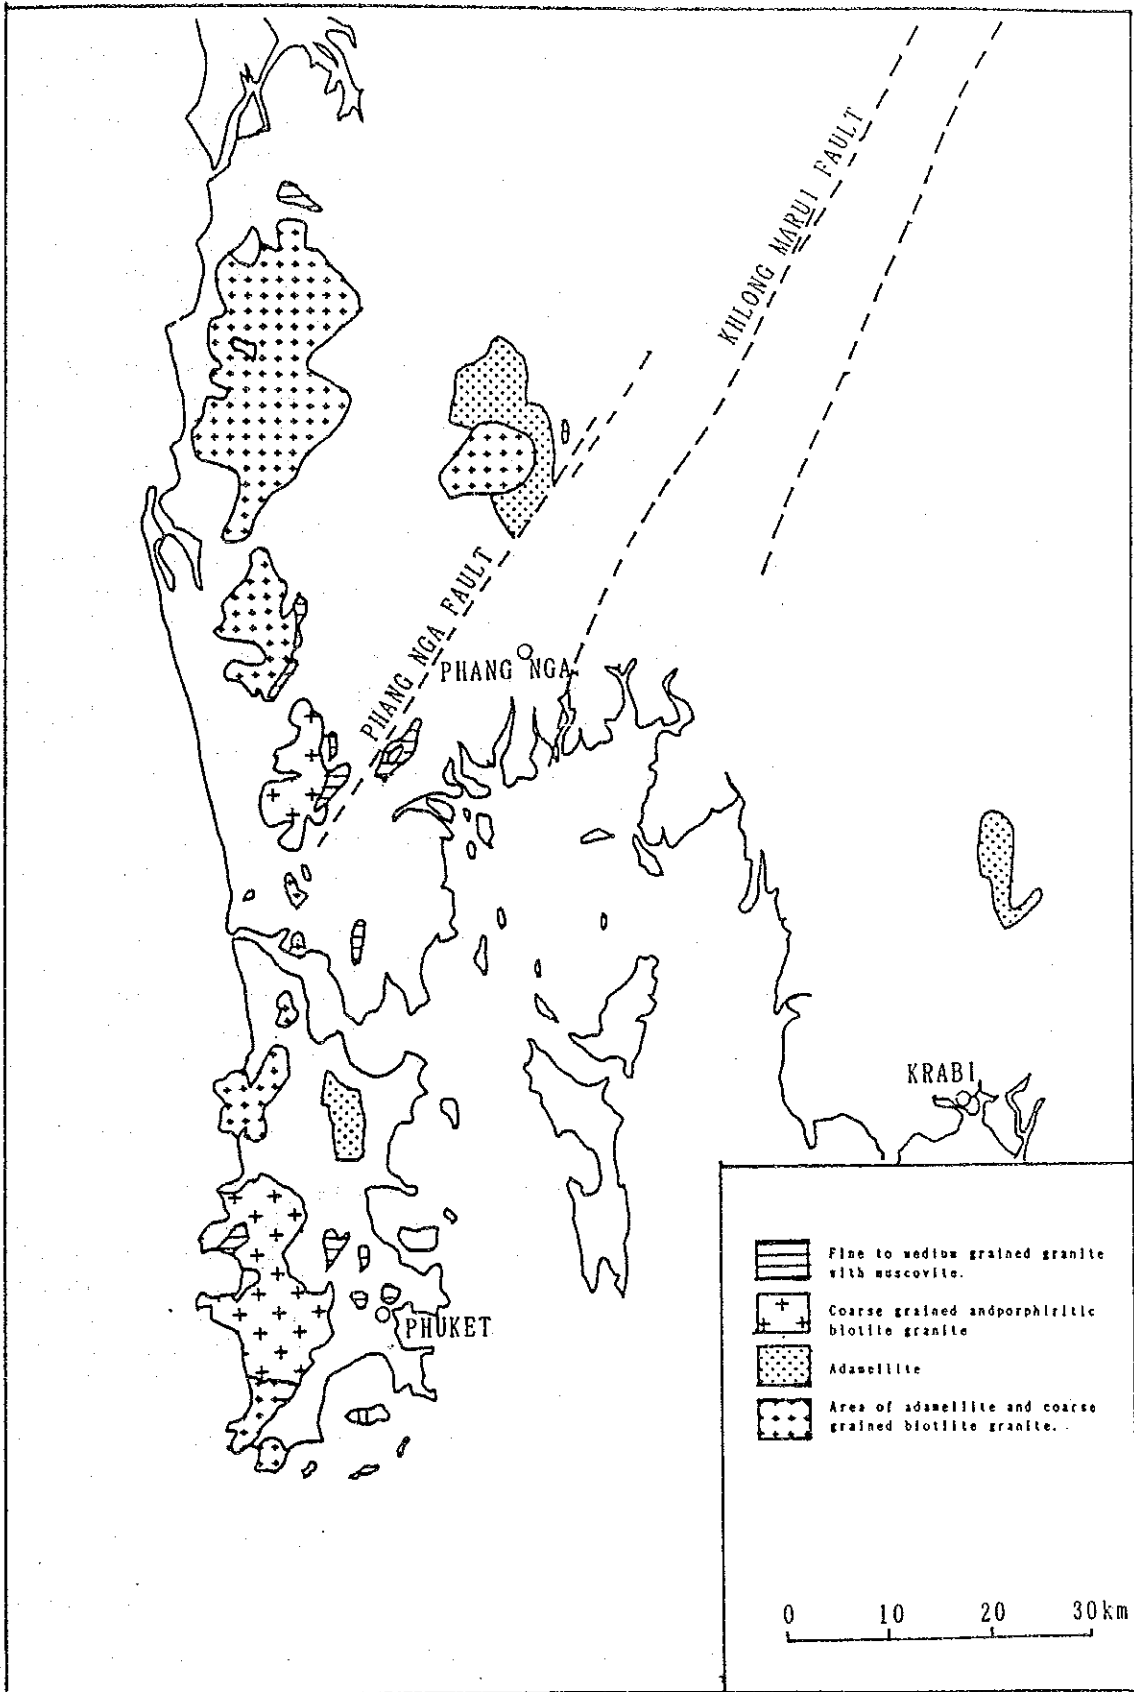 KHLONG MARUI FAULT
PHANG NGA FAULT
PHANG NGA
KRABI
PHUKET
Fine to medium grained granite
with muscovite.
Coarse grained andporphiritic
biotite granite
Adamellite
Area of adamellite and coarse
grained biotlite granite.
0 10 20 30km